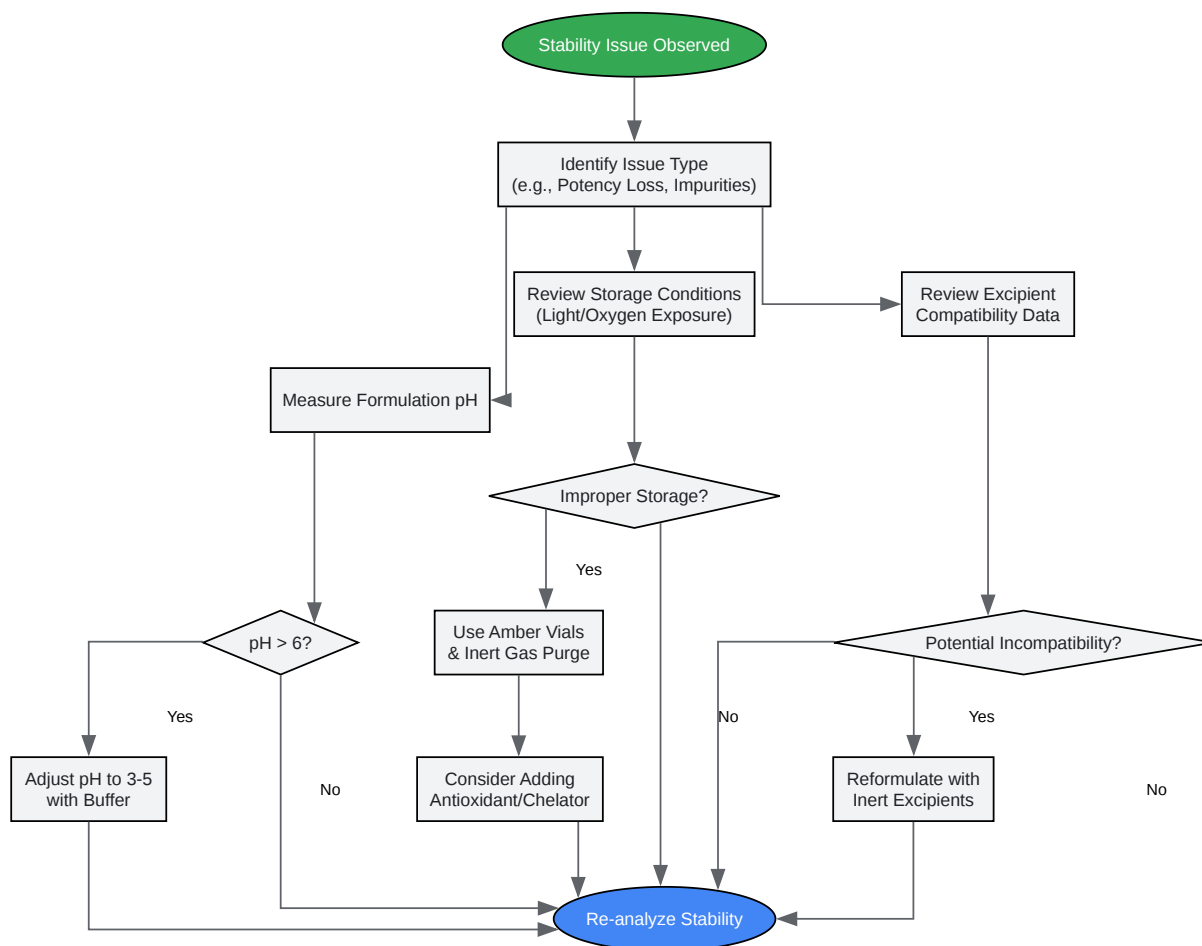 Stability Issue Observed
Identify Issue Type
(e.g., Potency Loss, Impurities)
Review Storage Conditions
(Light/Oxygen Exposure)
Review Excipient
Compatibility Data
Measure Formulation pH
Improper Storage?
Yes
pH > 6?
Use Amber Vials
& Inert Gas Purge
Potential Incompatibility?
Yes
No
Yes
Adjust pH to 3-5
with Buffer
No
Consider Adding
Antioxidant/Chelator
Reformulate with
Inert Excipients
No
Re-analyze Stability